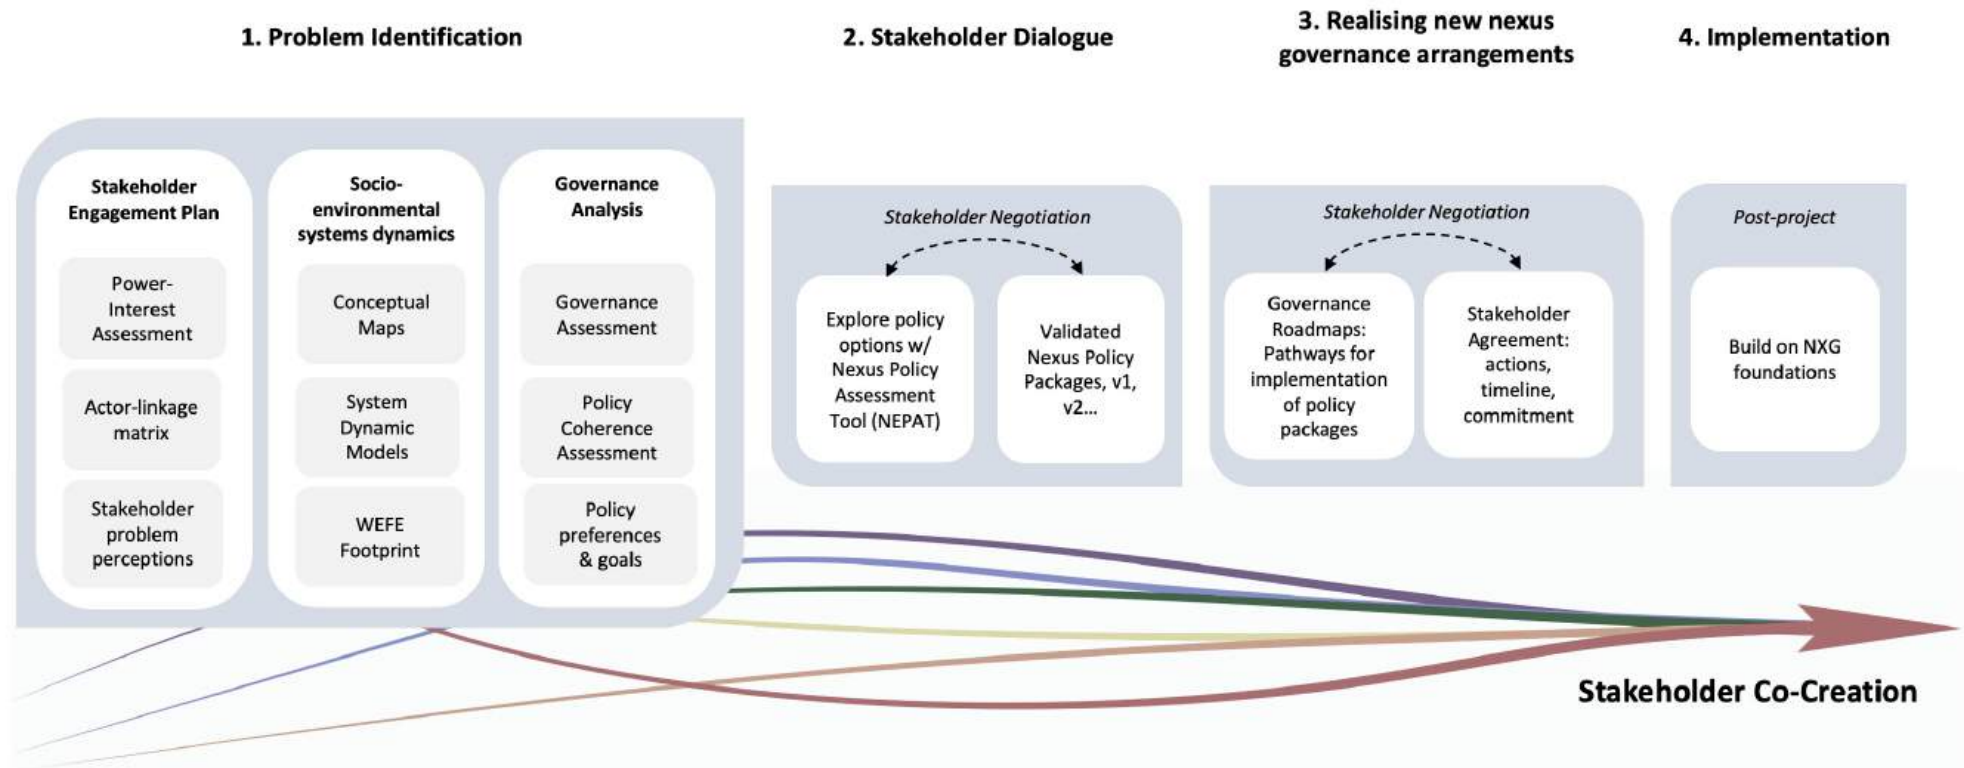 1. Problem Identification
2. Stakeholder Dialogue
3. Realising new nexus
governance arrangements
4. Implementation
Stakeholder
Engagement Plan
Power-
Interest
Assessment
Actor-linkage
matrix
Stakeholder
problem
perceptions
Socio-
environmental
systems dynamics
Conceptual
Maps
System
Dynamic
Models
WEFE
Footprint
Governance
Analysis
Governance
Assessment
Policy
Coherence
Assessment
Policy
preferences
& goals
Stakeholder Negotiation
Explore policy
options w/
Nexus Policy
Assessment
Tool (NEPAT)
Validated
Nexus Policy
Packages, v1,
v2...
Stakeholder Negotiation
Governance
Roadmaps:
Pathways for
implementation
of policy
packages
Stakeholder
Agreement:
actions,
timeline,
commitment
Post-project
Build on NXG
foundations
Stakeholder Co-Creation